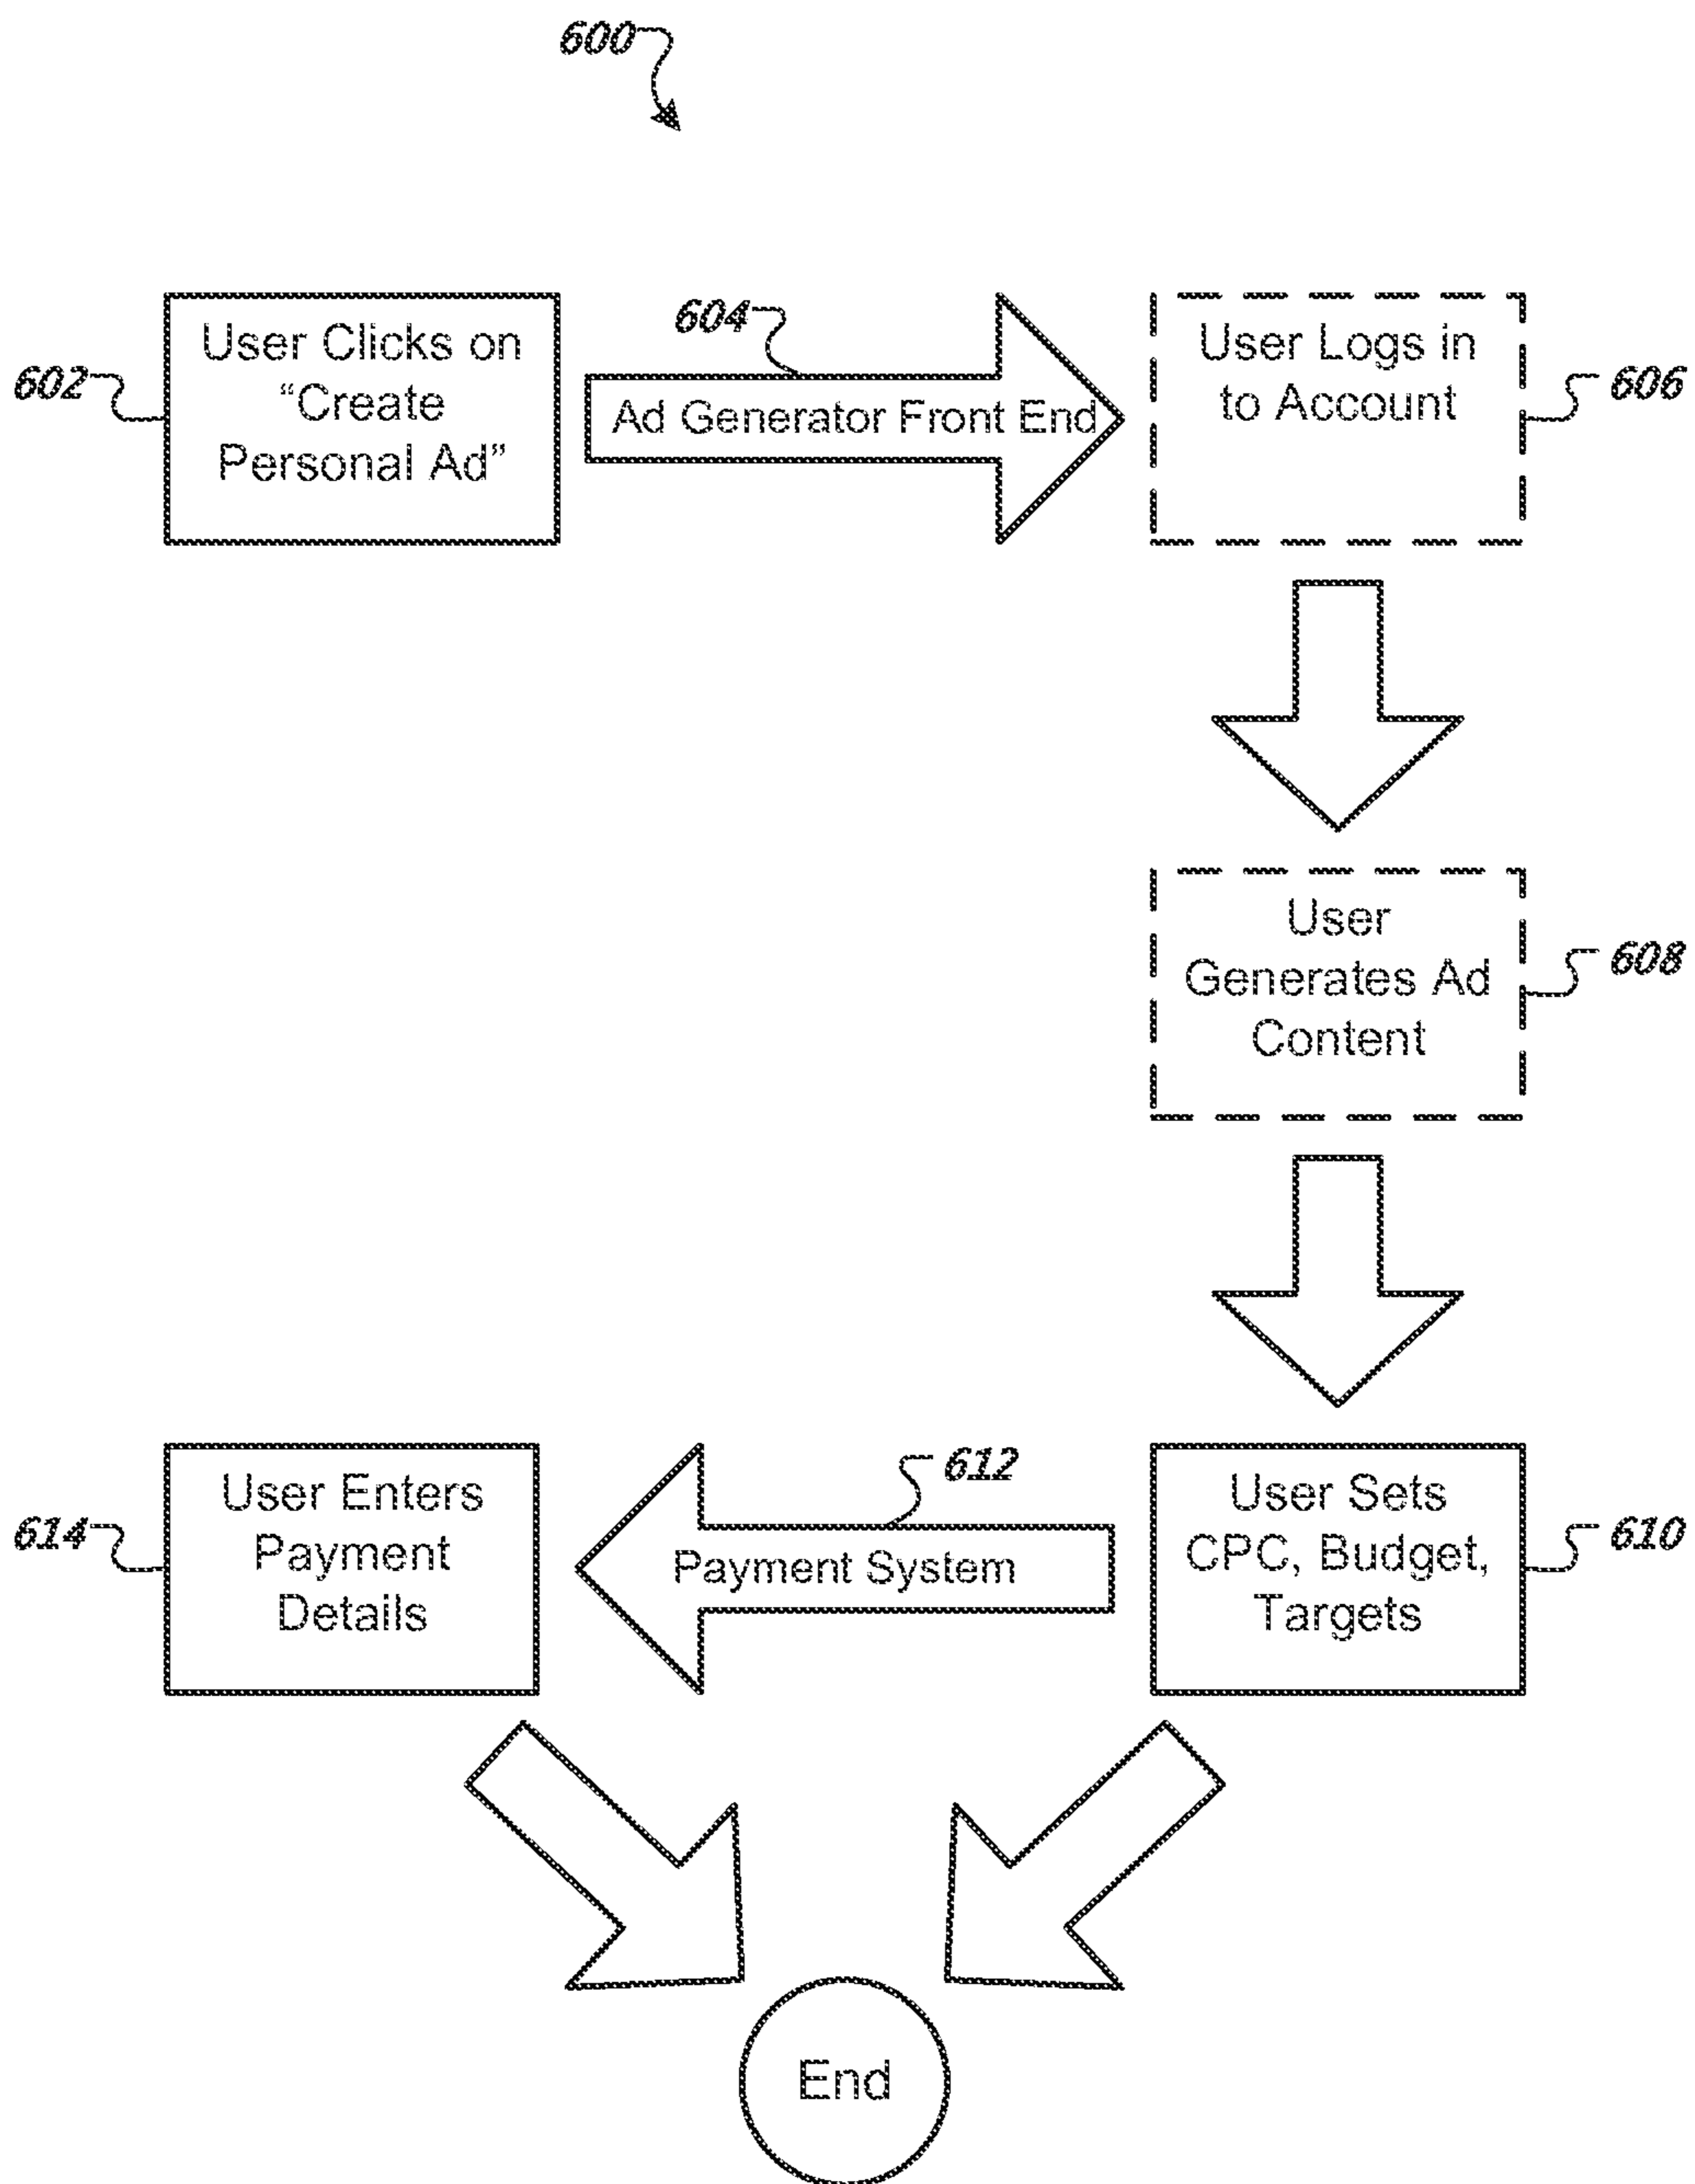 600
User Clicks on
“Create
Personal Ad”
602
604
Ad Generator Front End
User Logs in
to Account
606
User
Generates Ad
Content
608
User Sets
CPC, Budget,
Targets
610
612
Payment System
User Enters
Payment
Details
614
End